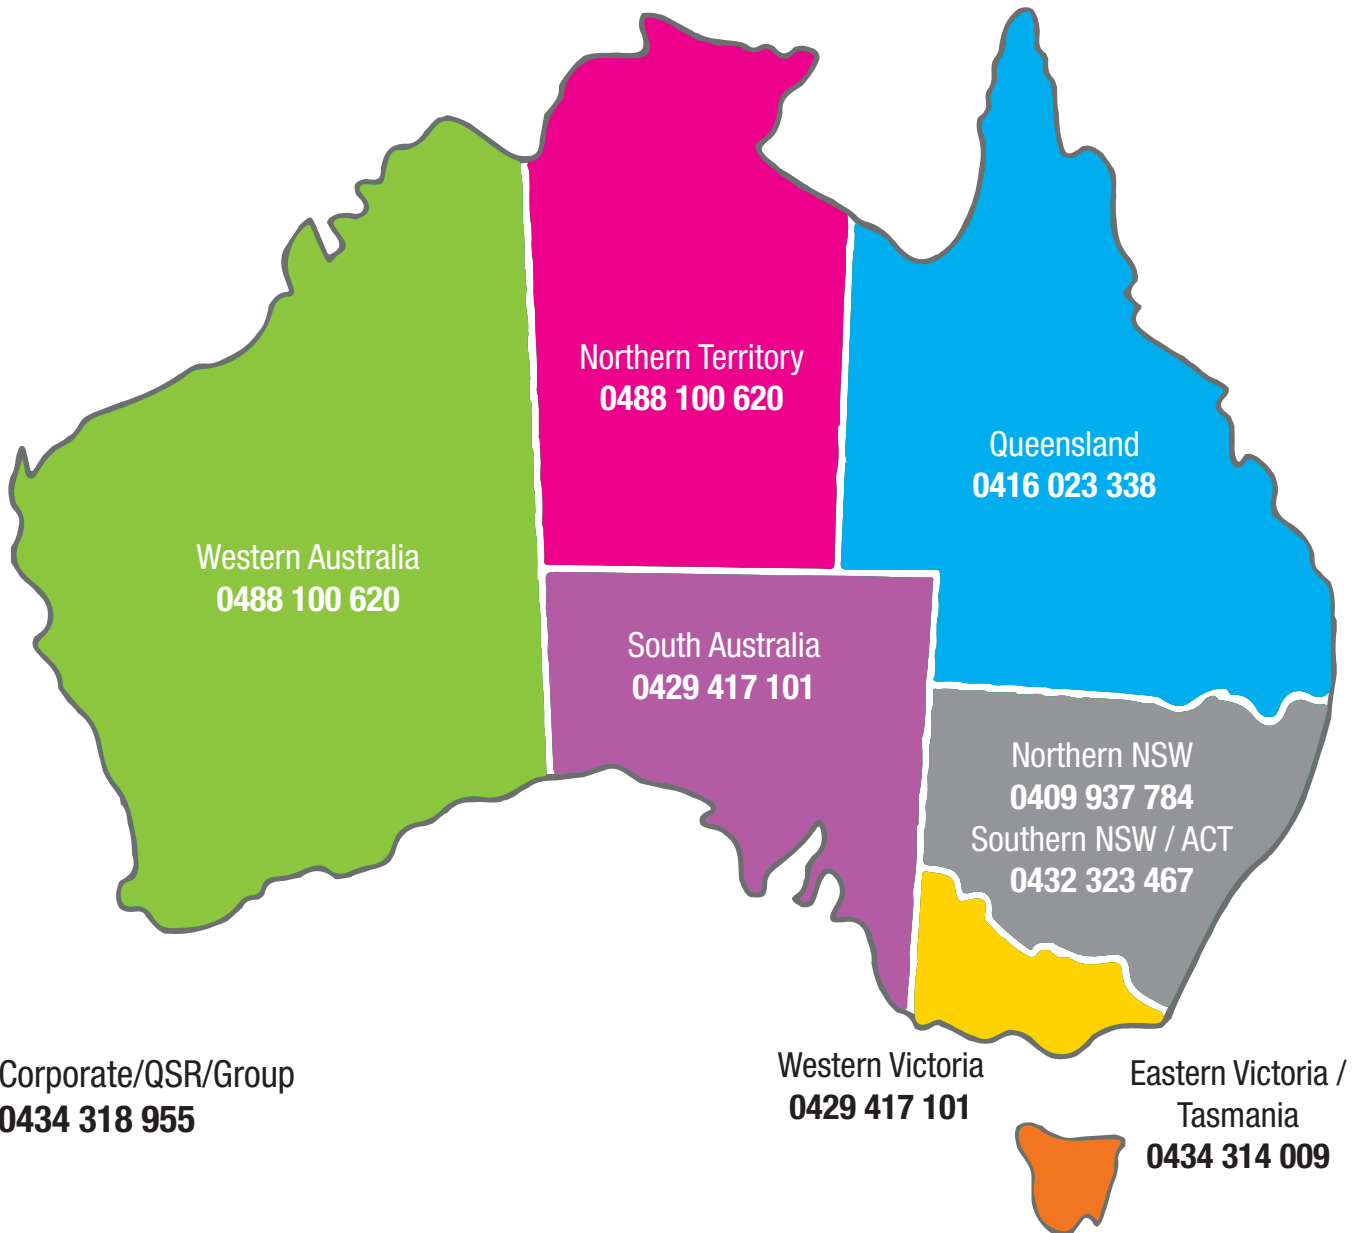 Northern Territory
0488 100 620
Queensland
0416 023 338
Western Australia
0488 100 620
South Australia
0429 417 101
Northern NSW
0409 937 784
Southern NSW / ACT
0432 323 467
Corporate/QSR/Group
0434 318 955
Western Victoria
0429 417 101
Eastern Victoria /
Tasmania
0434 314 009